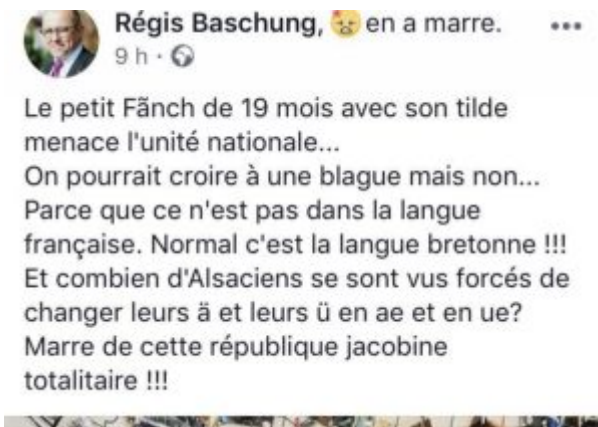 Régis Baschung, 😡 en a marre.
9 h ·
Le petit Fãnch de 19 mois avec son tilde
menace l'unité nationale...
On pourrait croire à une blague mais non...
Parce que ce n'est pas dans la langue
française. Normal c'est la langue bretonne !!!
Et combien d'Alsaciens se sont vus forcés de
changer leurs ä et leurs ü en ae et en ue?
Marre de cette république jacobine
totalitaire !!!